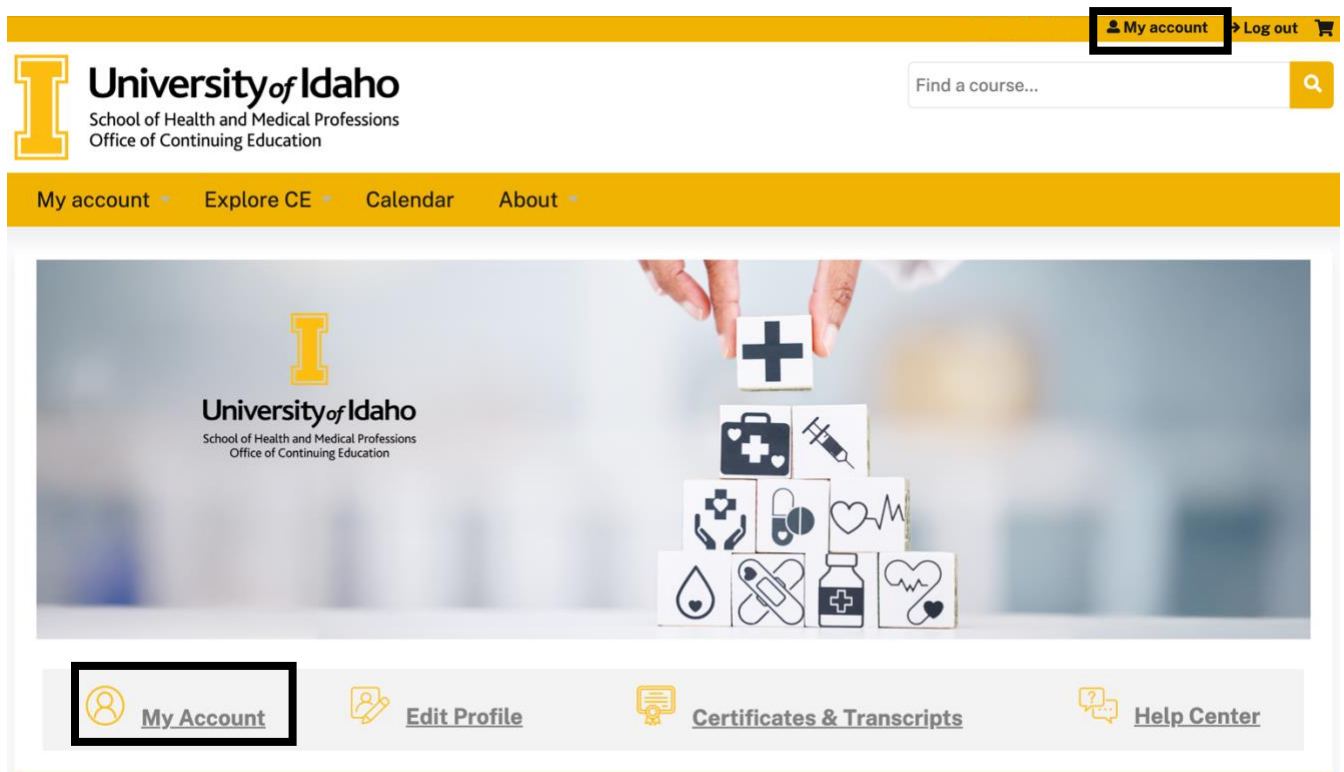 My account Log out
University of Idaho
School of Health and Medical Professions
Office of Continuing Education
Find a course...
My account Explore CE Calendar About
University of Idaho
School of Health and Medical Professions
Office of Continuing Education
My Account Edit Profile Certificates & Transcripts Help Center